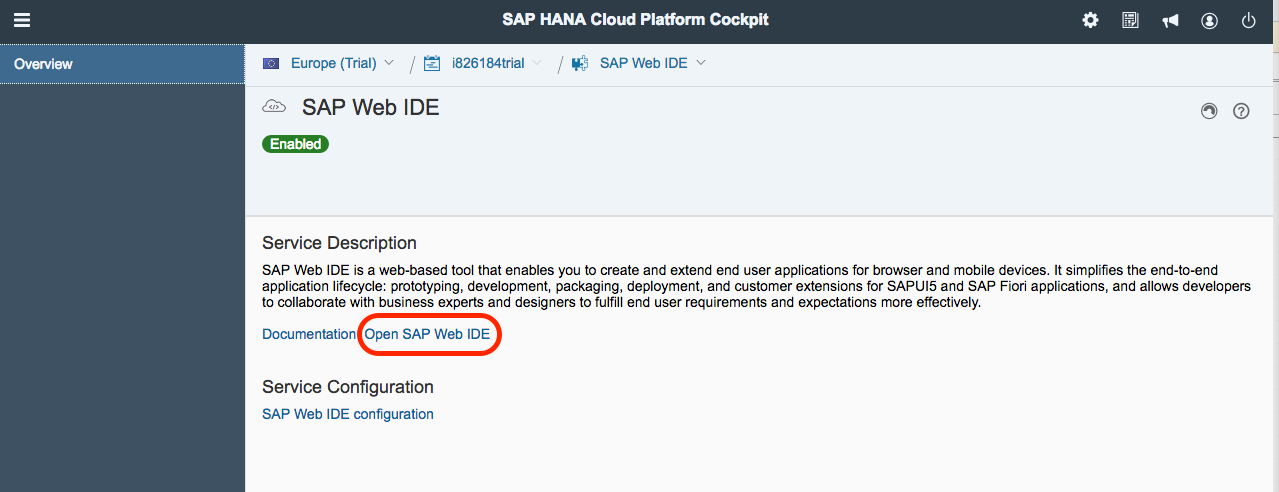 SAP HANA Cloud Platform Cockpit
Overview
Europe (Trial) / i826184trial / SAP Web IDE
SAP Web IDE
Enabled
Service Description
SAP Web IDE is a web-based tool that enables you to create and extend end user applications for browser and mobile devices. It simplifies the end-to-end
application lifecycle: prototyping, development, packaging, deployment, and customer extensions for SAPUI5 and SAP Fiori applications, and allows developers
to collaborate with business experts and designers to fulfill end user requirements and expectations more effectively.
Documentation Open SAP Web IDE
Service Configuration
SAP Web IDE configuration